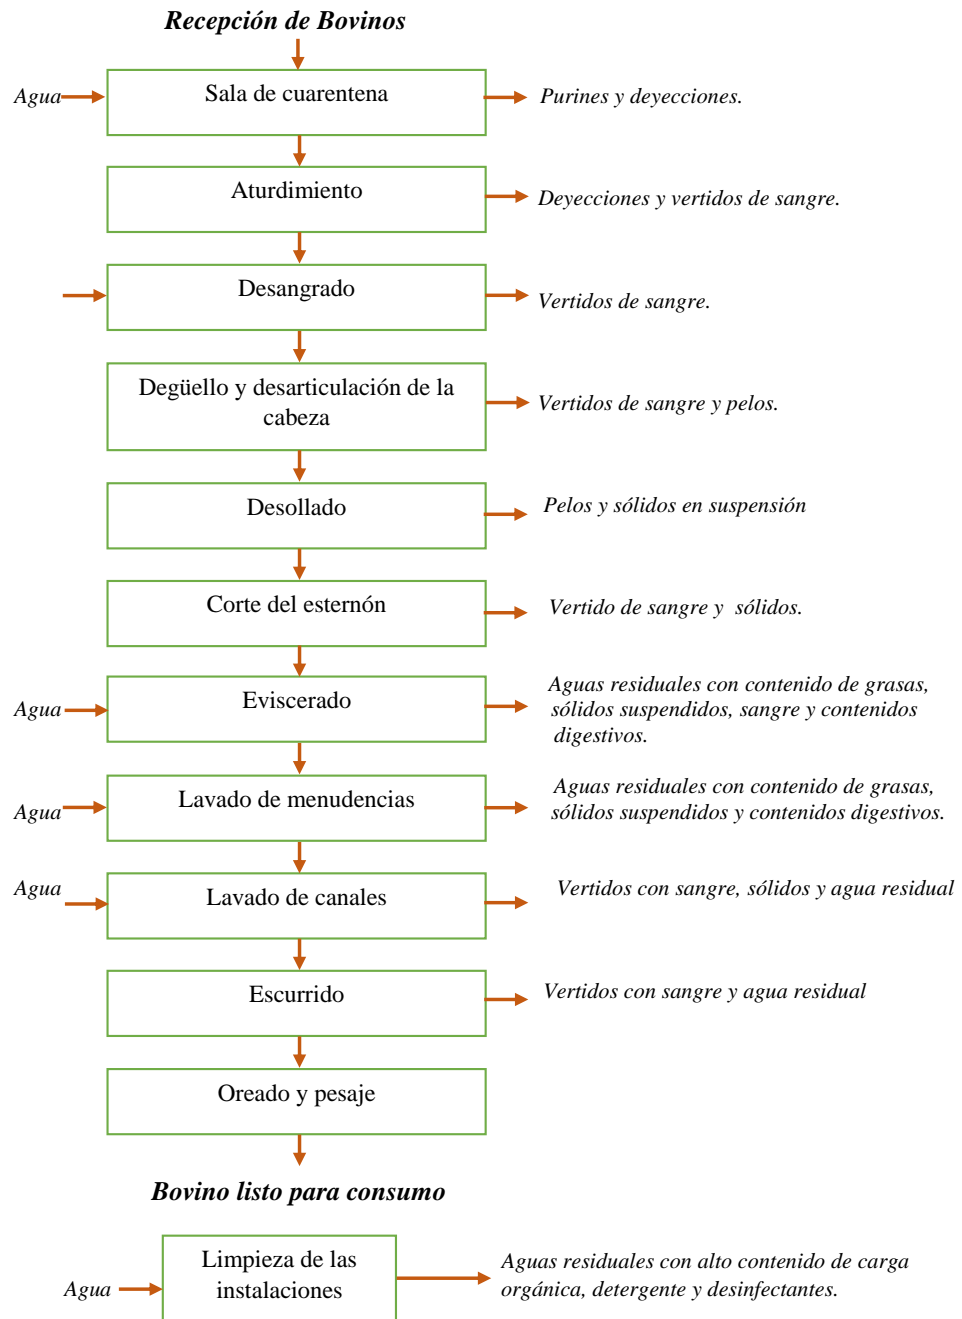 Recepción de Bovinos
Agua
Sala de cuarentena
Purines y deyecciones.
Aturdimiento
Deyecciones y vertidos de sangre.
Desangrado
Vertidos de sangre.
Degüello y desarticulación de la
cabeza
Vertidos de sangre y pelos.
Desollado
Pelos y sólidos en suspensión
Corte del esternón
Vertido de sangre y sólidos.
Agua
Eviscerado
Aguas residuales con contenido de grasas,
sólidos suspendidos, sangre y contenidos
digestivos.
Agua
Lavado de menudencias
Aguas residuales con contenido de grasas,
sólidos suspendidos y contenidos digestivos.
Agua
Lavado de canales
Vertidos con sangre, sólidos y agua residual
Escurrido
Vertidos con sangre y agua residual
Oreado y pesaje
Bovino listo para consumo
Agua
Limpieza de las
instalaciones
Aguas residuales con alto contenido de carga
orgánica, detergente y desinfectantes.